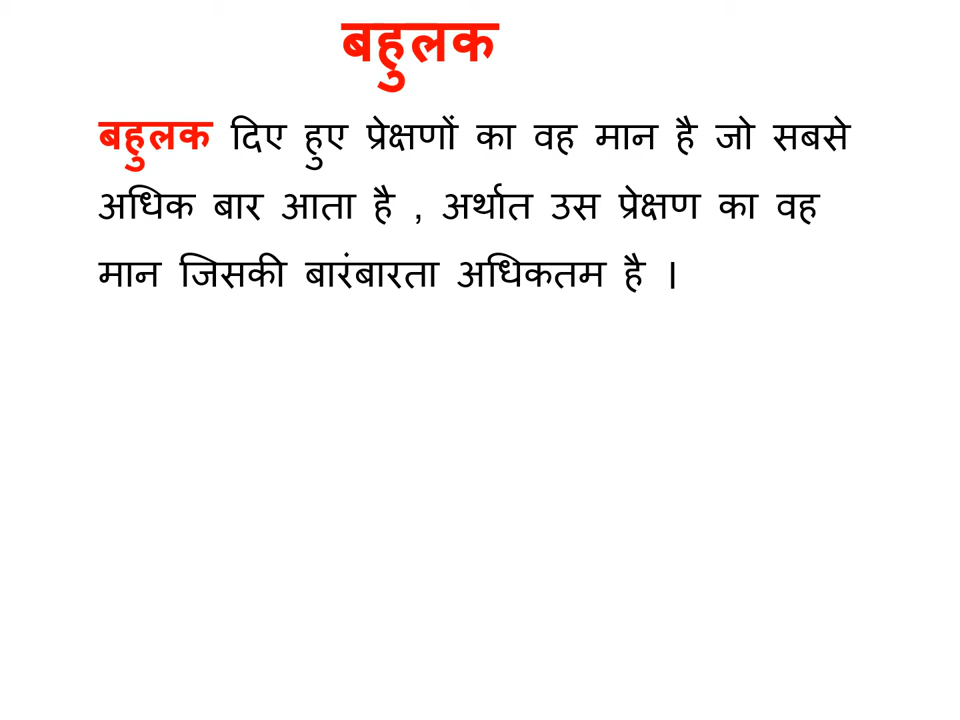 बहुलक
बहुलक दिए हुए प्रेक्षणों का वह मान है जो सबसे
अधिक बार आता है , अर्थात उस प्रेक्षण का वह
मान जिसकी बारंबारता अधिकतम है ।